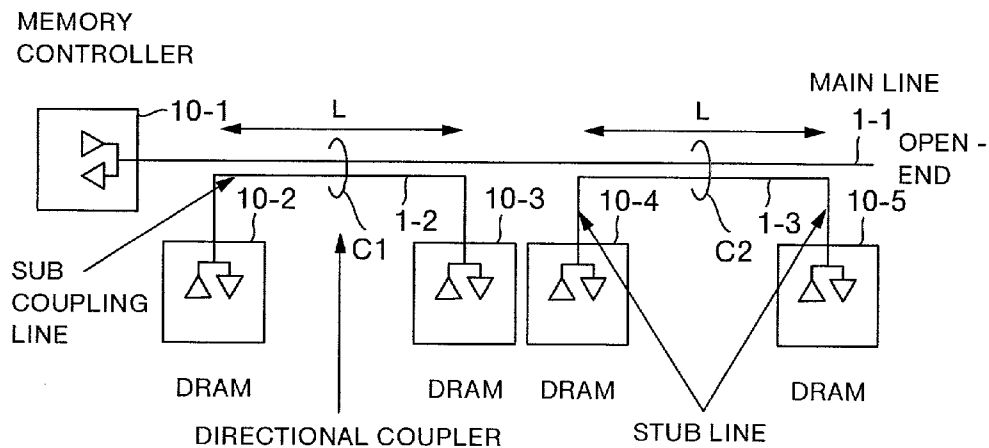 MEMORY
CONTROLLER
10-1
L
L
MAIN LINE
1-1
OPEN -
END
10-2
1-2
10-3
10-4
1-3
10-5
C1
C2
SUB
COUPLING
LINE
DRAM
DRAM
DRAM
DRAM
DIRECTIONAL COUPLER
STUB LINE